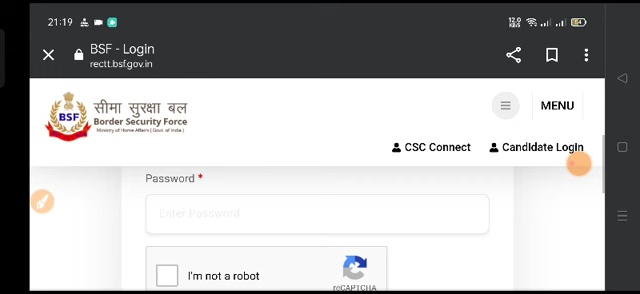 21:19
BSF - Login
rectt.bsf.gov.in
BSF
सीमा सुरक्षा बल
Border Security Force
Ministry of Home Affairs ( Govt. of India )
MENU
CSC Connect
Candidate Login
Password *
Enter Password
I'm not a robot
reCAPTCHA